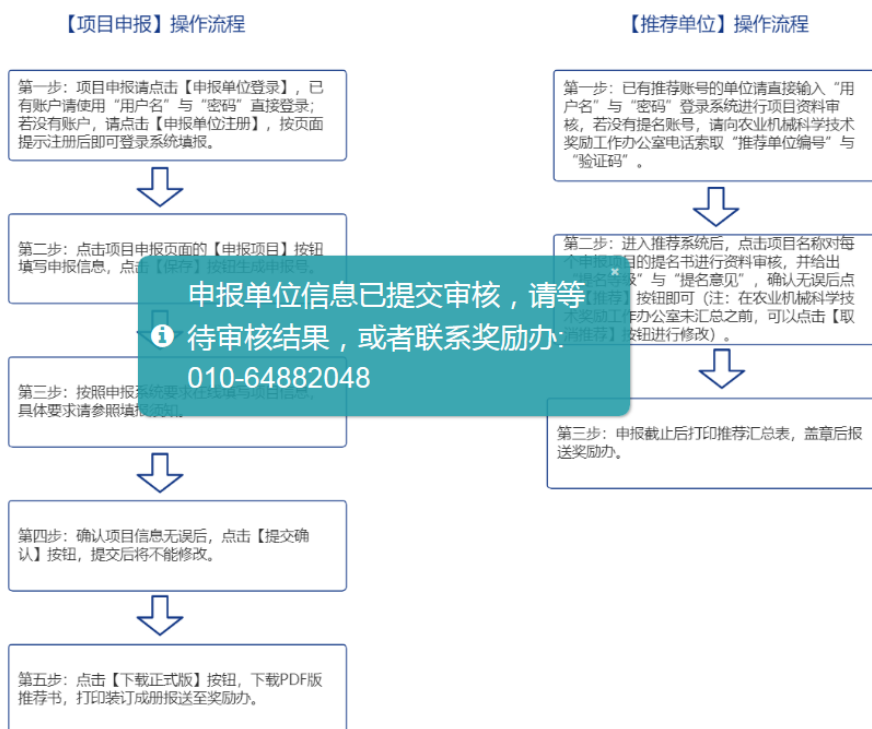 【项目申报】操作流程
第一步：项目申报请点击【申报单位登录】，已
有账户请使用“用户名”与“密码”直接登录；
若没有账户，请点击【申报单位注册】，按页面
提示注册后即可登录系统填报。
第二步：点击项目申报页面的【申报项目】按钮
填写申报信息，点击【保存】按钮生成申报号。
第三步：按照申报系统要求在线填写项目信息，
具体要求请参照填报须知。
第四步：确认项目信息无误后，点击【提交确
认】按钮，提交后将不能修改。
第五步：点击【下载正式版】按钮，下载PDF版
推荐书，打印装订成册报送至奖励办。
【推荐单位】操作流程
第一步：已有推荐账号的单位请直接输入“用
户名”与“密码”登录系统进行项目资料审
核，若没有提名账号，请向农业机械科学技术
奖励工作办公室电话索取“推荐单位编号”与
“验证码”。
第二步：进入推荐系统后，点击项目名称对每
个申报项目的提名书进行资料审核，并给出
“提名等级”与“提名意见”，确认无误后点
击【推荐】按钮即可（注：在农业机械科学技
术奖励工作办公室未汇总之前，可以点击【取
消推荐】按钮进行修改）。
第三步：申报截止后打印推荐汇总表，盖章后报
送奖励办。
申报单位信息已提交审核，请等
待审核结果，或者联系奖励办:
010-64882048
×